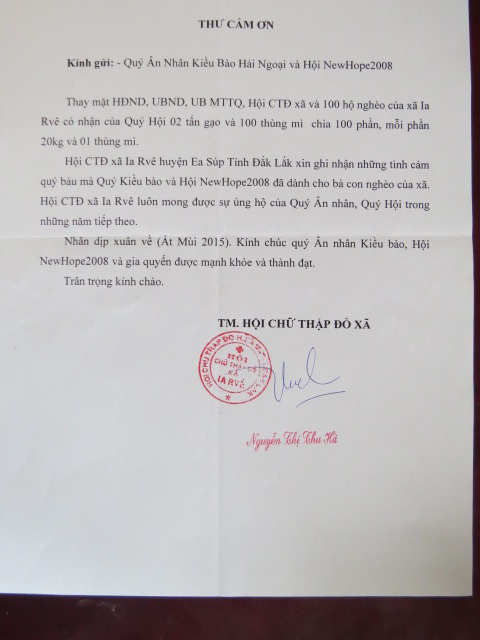 THƯ CẢM ƠN
Kính gửi: - Quý Ân Nhân Kiều Bào Hải Ngoại và Hội NewHope2008
Thay mặt HĐND, UBND, UB MTTQ, Hội CTĐ xã và 100 hộ nghèo của xã Ia
Rvê có nhận của Quý Hội 02 tấn gạo và 100 thùng mì chia 100 phần, mỗi phần
20kg và 01 thùng mì.
Hội CTĐ xã Ia Rvê huyện Ea Súp Tỉnh Đắk Lắk xin ghi nhận những tình cảm
quý báu mà Quý Kiều bào và Hội NewHope2008 đã dành cho bà con nghèo của xã.
Hội CTĐ xã Ia Rvê luôn mong được sự ủng hộ của Quý Ân nhân, Quý Hội trong
những năm tiếp theo.
Nhân dịp xuân về (Ất Mùi 2015). Kính chúc quý Ân nhân Kiều bào, Hội
NewHope2008 và gia quyến được mạnh khỏe và thành đạt.
Trân trọng kính chào.
TM. HỘI CHỮ THẬP ĐỎ XÃ
HỘI CHỮ THẬP ĐỎ
HỘI
CHỮ THẬP ĐỎ
XÃ
IA RVÊ
Nguyễn Thị Thu Hà